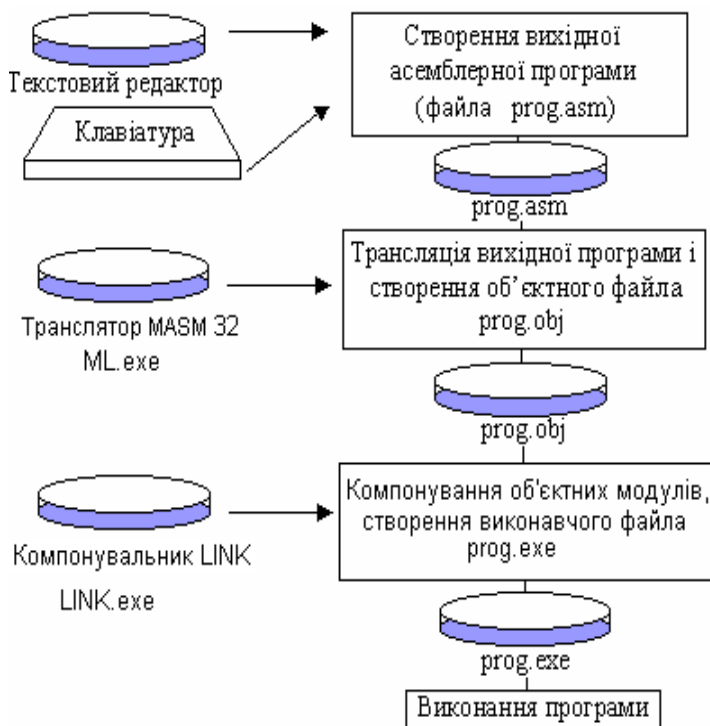 Створення вихідної
асемблерної програми
(файла prog.asm)
Текстовий редактор
Клавіатура
prog.asm
Трансляція вихідної програми і
створення об’єктного файла
prog.obj
Транслятор MASM 32
ML.exe
prog.obj
Компонування об'єктних модулів,
створення виконавчого файла
prog.exe
Компонувальник LINK
LINK.exe
prog.exe
Виконання програми